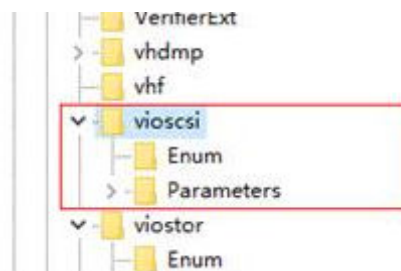 VerifierExt
vhdmp
vhf
vioscsi
Enum
Parameters
viostor
Enum